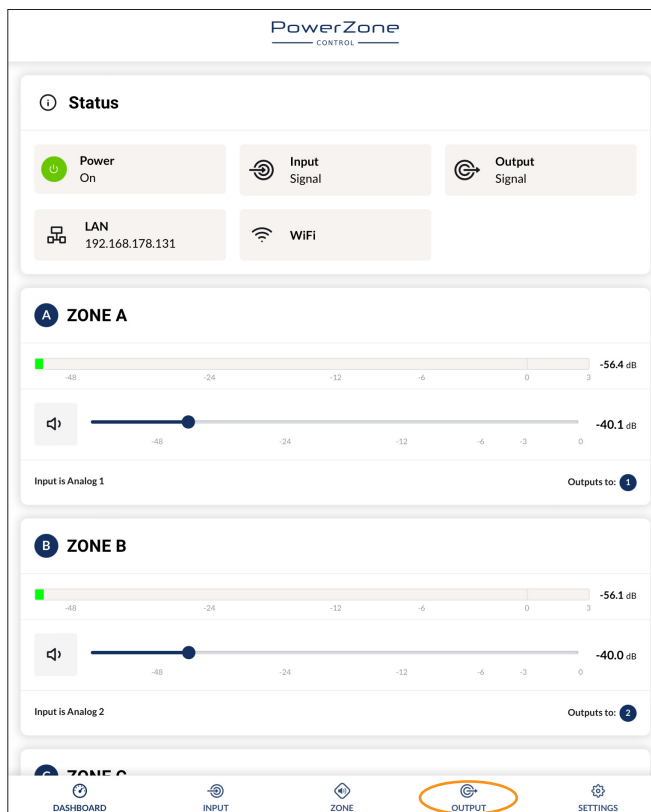 PowerZone
CONTROL
Status
Power
On
Input
Signal
Output
Signal
LAN
192.168.178.131
WiFi
A ZONE A
-56.4 dB
-48 -24 -12 -6 0 3
-40.1 dB
-48 -24 -12 -6 -3 0
Input is Analog 1 Outputs to: 1
B ZONE B
-56.1 dB
-48 -24 -12 -6 0 3
-40.0 dB
-48 -24 -12 -6 -3 0
Input is Analog 2 Outputs to: 2
C ZONE C
DASHBOARD INPUT ZONE OUTPUT SETTINGS